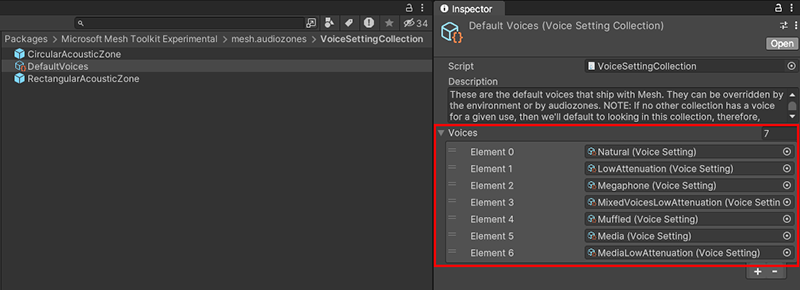 34
Packages › Microsoft Mesh Toolkit Experimental › mesh.audiozones › VoiceSettingCollection
CircularAcousticZone
DefaultVoices
RectangularAcousticZone
Inspector
Default Voices (Voice Setting Collection)
Open
Script VoiceSettingCollection
Description
These are the default voices that ship with Mesh. They can be overridden by
the environment or by audiozones. NOTE: If no other collection has a voice
for a given use, then we'll default to looking in this collection, therefore,
Voices 7
Element 0 Natural (Voice Setting)
Element 1 LowAttenuation (Voice Setting)
Element 2 Megaphone (Voice Setting)
Element 3 MixedVoicesLowAttenuation (Voice Settin
Element 4 Muffled (Voice Setting)
Element 5 Media (Voice Setting)
Element 6 MediaLowAttenuation (Voice Setting)